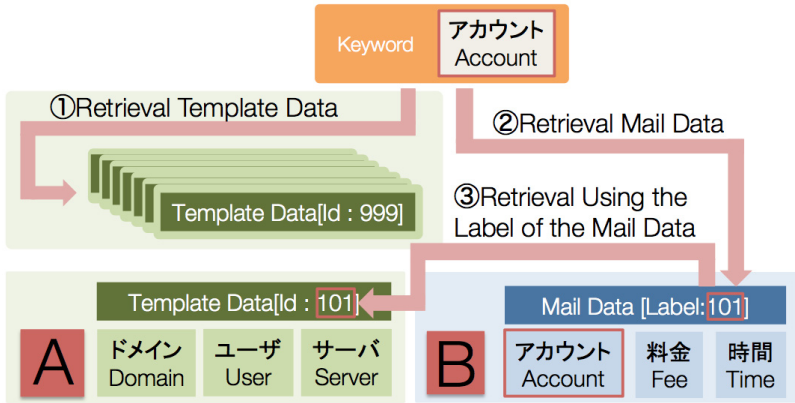 Keyword
アカウント
Account
①Retrieval Template Data
②Retrieval Mail Data
Template Data[Id : 999]
③Retrieval Using the
Label of the Mail Data
Template Data[Id : 101]
Mail Data [Label:101]
A
ドメイン
Domain
ユーザ
User
サーバ
Server
B
アカウント
Account
料金
Fee
時間
Time